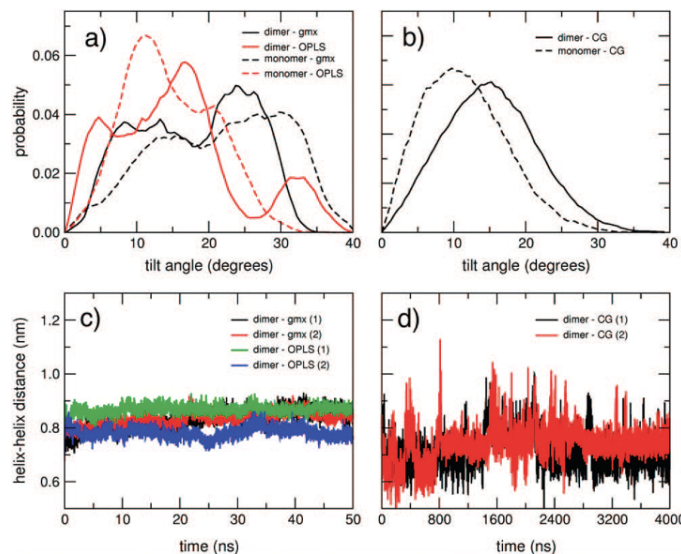 a)
dimer - gmx
dimer - OPLS
monomer - gmx
monomer - OPLS
0.06
0.04
0.02
0.00
probability
0 10 20 30 40
tilt angle (degrees)
b)
dimer - CG
monomer - CG
0 10 20 30 40
tilt angle (degrees)
c)
dimer - gmx (1)
dimer - gmx (2)
dimer - OPLS (1)
dimer - OPLS (2)
1.2
1.0
0.8
0.6
helix-helix distance (nm)
0 10 20 30 40 50
time (ns)
d)
dimer - CG (1)
dimer - CG (2)
0 800 1600 2400 3200 4000
time (ns)